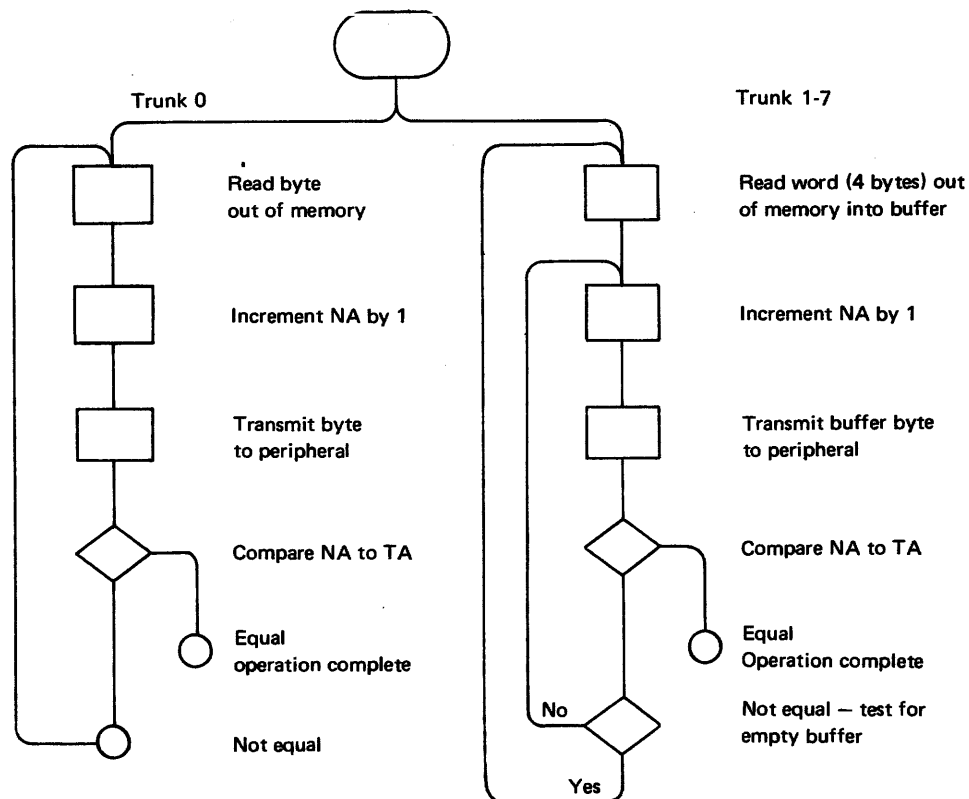 Trunk 0
Read byte
out of memory
Increment NA by 1
Transmit byte
to peripheral
Compare NA to TA
Equal
operation complete
Not equal
Trunk 1-7
Read word (4 bytes) out
of memory into buffer
Increment NA by 1
Transmit buffer byte
to peripheral
Compare NA to TA
Equal
Operation complete
No
Not equal — test for
empty buffer
Yes